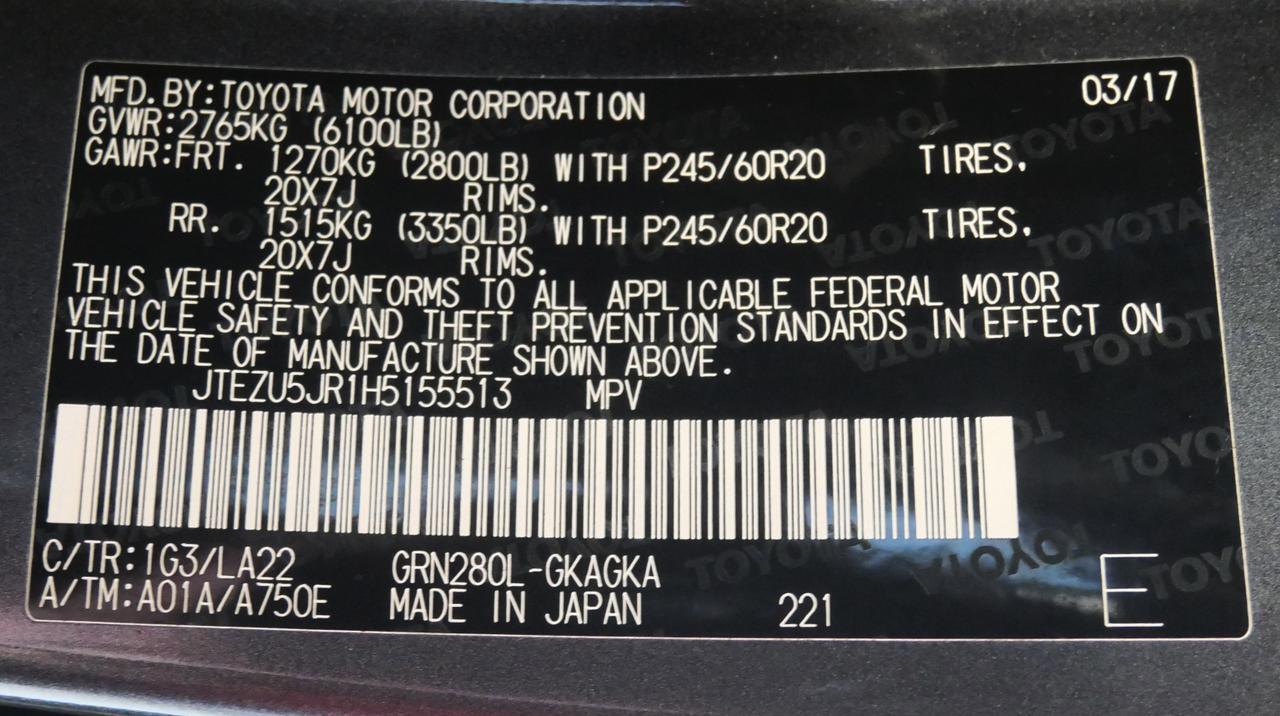 MFD.BY:TOYOTA MOTOR CORPORATION 03/17
GVWR:2765KG (6100LB)
GAWR:FRT. 1270KG (2800LB) WITH P245/60R20 TIRES,
20X7J RIMS.
RR. 1515KG (3350LB) WITH P245/60R20 TIRES,
20X7J RIMS.
THIS VEHICLE CONFORMS TO ALL APPLICABLE FEDERAL MOTOR
VEHICLE SAFETY AND THEFT PREVENTION STANDARDS IN EFFECT ON
THE DATE OF MANUFACTURE SHOWN ABOVE.
JTEZU5JR1H5155513 MPV
C/TR:1G3/LA22 GRN280L-GKAGKA
A/TM:A01A/A750E MADE IN JAPAN 221 E